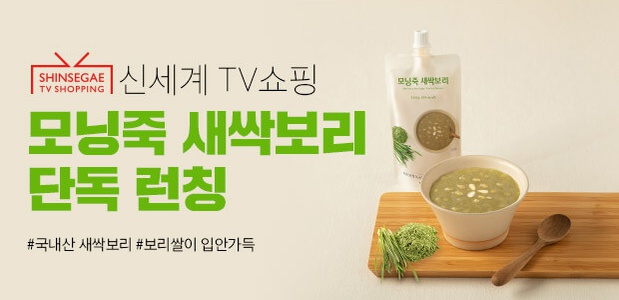 SHINSEGAE
TV SHOPPING
신세계 TV쇼핑
모닝죽 새싹보리
단독 런칭
#국내산 새싹보리 #보리쌀이 입안가득
모닝죽 새싹보리